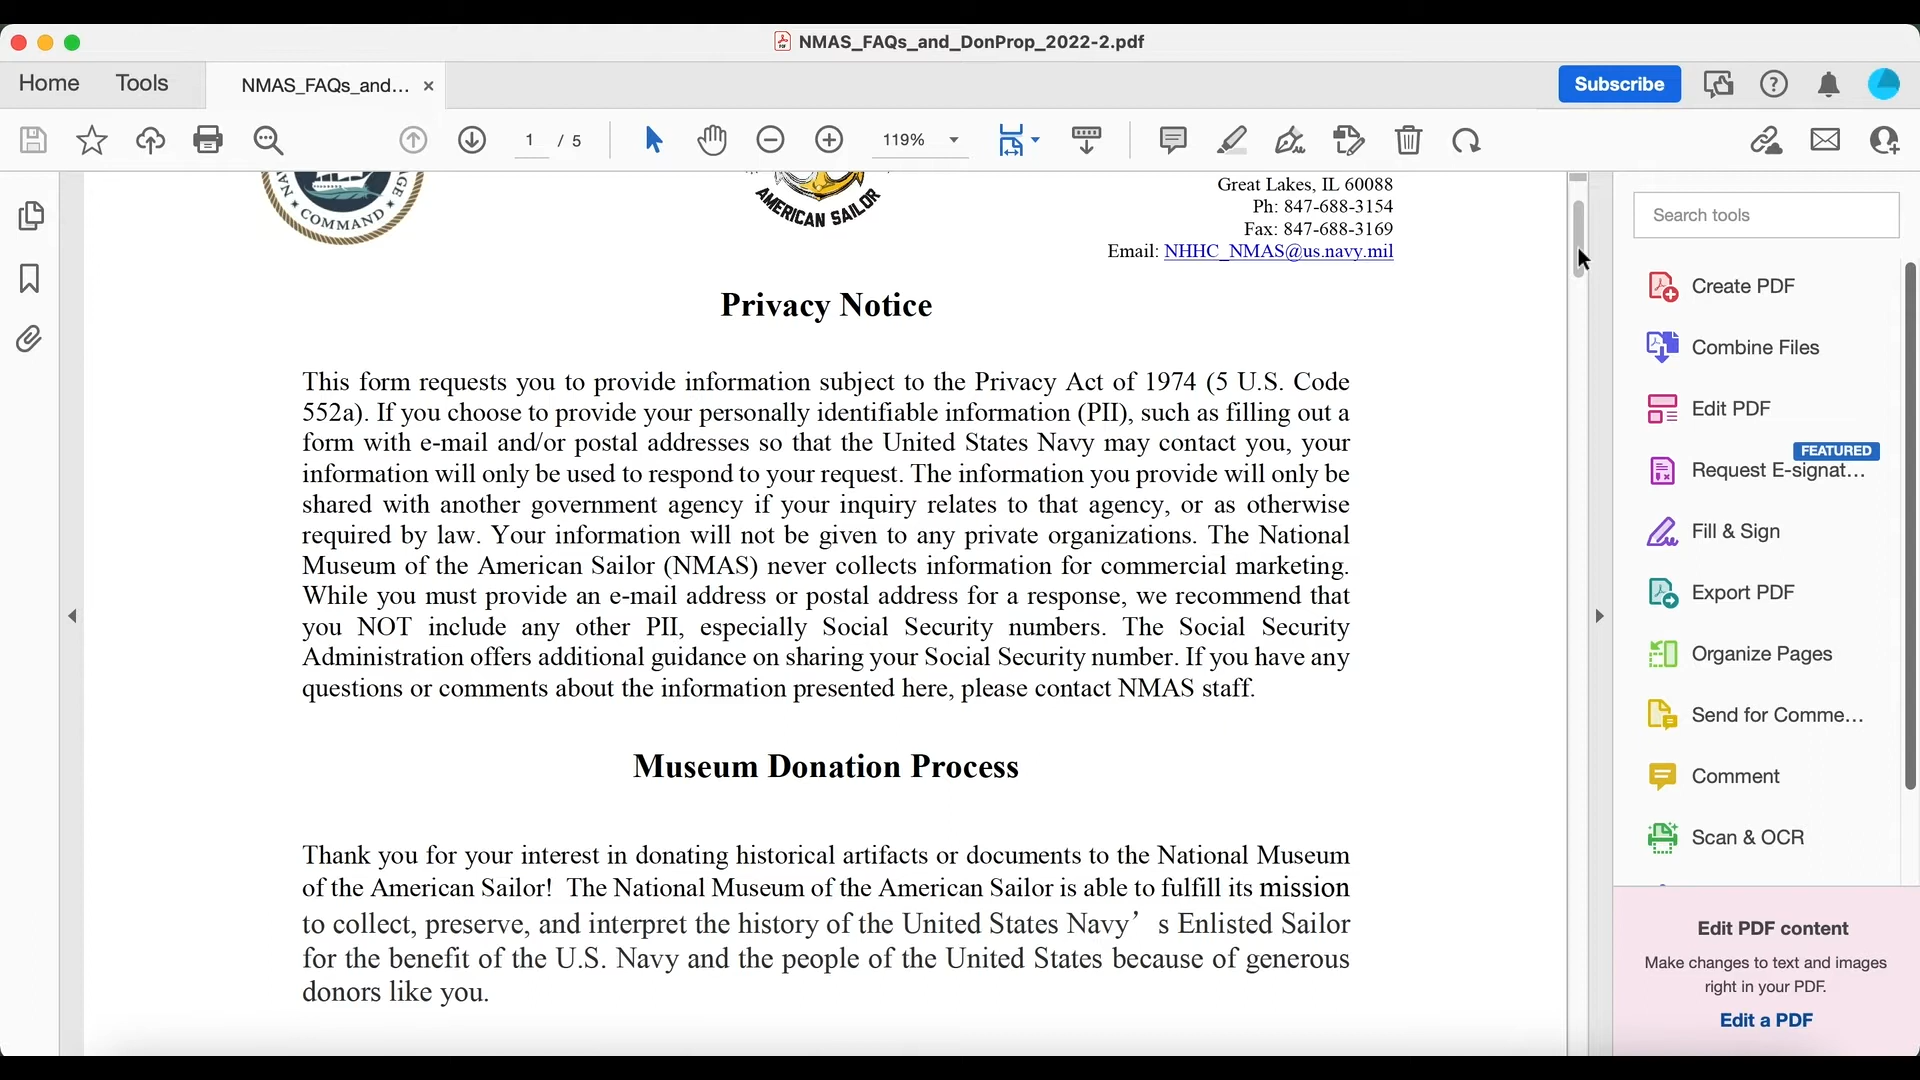 NMAS_FAQs_and_DonProp_2022-2.pdf
Home Tools NMAS_FAQs_and... × Subscribe
1 / 5 119%
COMMAND
AMERICAN SAILOR
Great Lakes, IL 60088
Ph: 847-688-3154
Fax: 847-688-3169
Email: NHHC_NMAS@us.navy.mil
Privacy Notice
This form requests you to provide information subject to the Privacy Act of 1974 (5 U.S. Code
552a). If you choose to provide your personally identifiable information (PII), such as filling out a
form with e-mail and/or postal addresses so that the United States Navy may contact you, your
information will only be used to respond to your request. The information you provide will only be
shared with another government agency if your inquiry relates to that agency, or as otherwise
required by law. Your information will not be given to any private organizations. The National
Museum of the American Sailor (NMAS) never collects information for commercial marketing.
While you must provide an e-mail address or postal address for a response, we recommend that
you NOT include any other PII, especially Social Security numbers. The Social Security
Administration offers additional guidance on sharing your Social Security number. If you have any
questions or comments about the information presented here, please contact NMAS staff.
Museum Donation Process
Thank you for your interest in donating historical artifacts or documents to the National Museum
of the American Sailor! The National Museum of the American Sailor is able to fulfill its mission
to collect, preserve, and interpret the history of the United States Navy’ s Enlisted Sailor
for the benefit of the U.S. Navy and the people of the United States because of generous
donors like you.
Search tools
Create PDF
Combine Files
Edit PDF
FEATURED
Request E-signat...
Fill & Sign
Export PDF
Organize Pages
Send for Comme...
Comment
Scan & OCR
Edit PDF content
Make changes to text and images
right in your PDF.
Edit a PDF